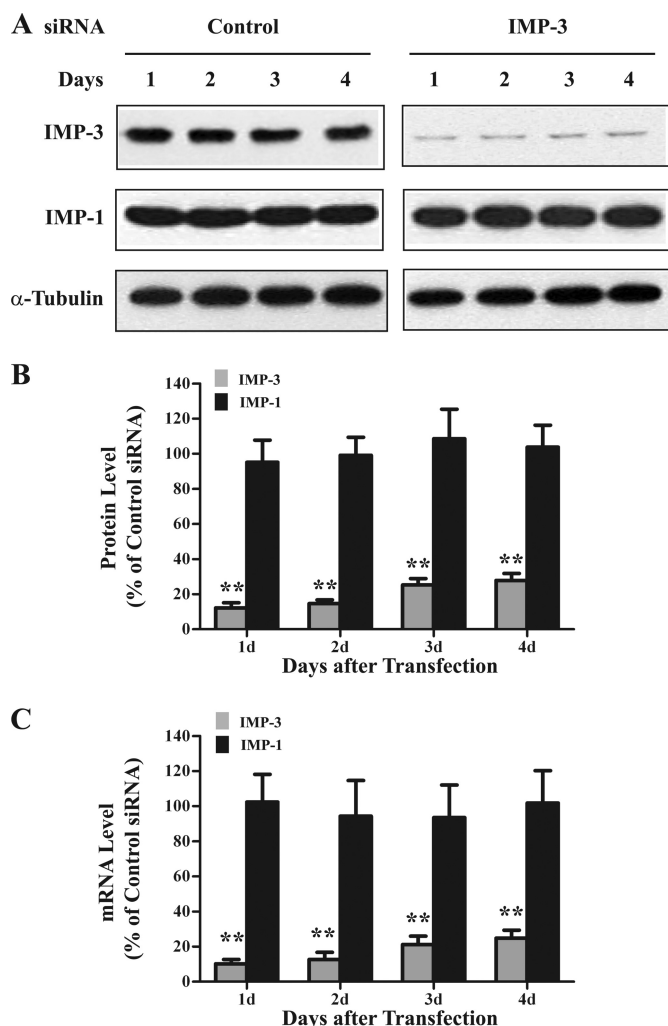 A siRNA Control IMP-3
Days 1 2 3 4 1 2 3 4
IMP-3
IMP-1
α-Tubulin
B
IMP-3
IMP-1
Protein Level
(% of Control siRNA)
140
120
100
80
60
40
20
0
** ** ** **
1d 2d 3d 4d
Days after Transfection
C
IMP-3
IMP-1
mRNA Level
(% of Control siRNA)
140
120
100
80
60
40
20
0
** ** ** **
1d 2d 3d 4d
Days after Transfection